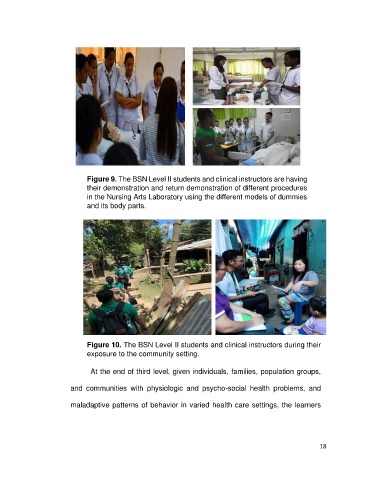 Figure 9. The BSN Level II students and clinical instructors are having
their demonstration and return demonstration of different procedures
in the Nursing Arts Laboratory using the different models of dummies
and its body parts.
Figure 10. The BSN Level II students and clinical instructors during their
exposure to the community setting.
At the end of third level, given individuals, families, population groups,
and communities with physiologic and psycho-social health problems, and
maladaptive patterns of behavior in varied health care settings, the learners
18